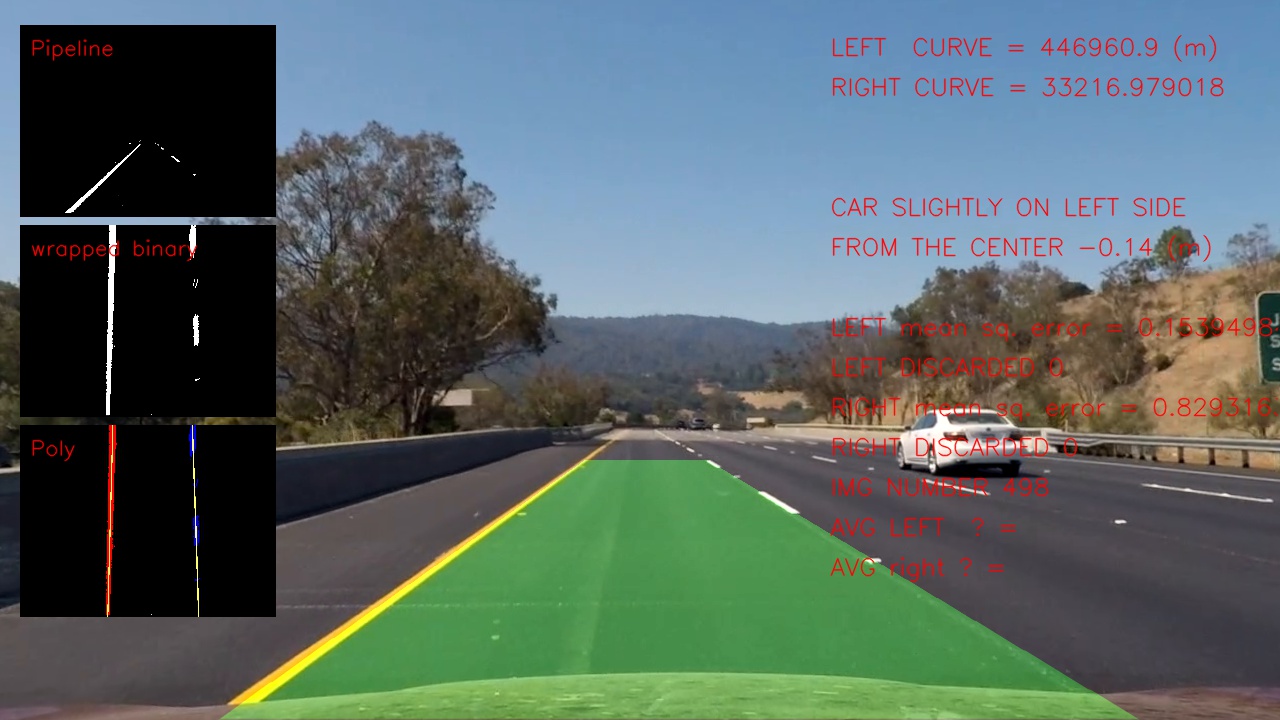 Pipeline
wrapped binary
Poly
LEFT  CURVE = 446960.9 (m)
RIGHT CURVE = 33216.979018
CAR SLIGHTLY ON LEFT SIDE
FROM THE CENTER -0.14 (m)
LEFT mean sq. error = 0.1539498
LEFT DISCARDED 0
RIGHT mean sq. error = 0.829316
RIGHT DISCARDED 0
IMG NUMBER 498
AVG LEFT  ? =
AVG right ? =